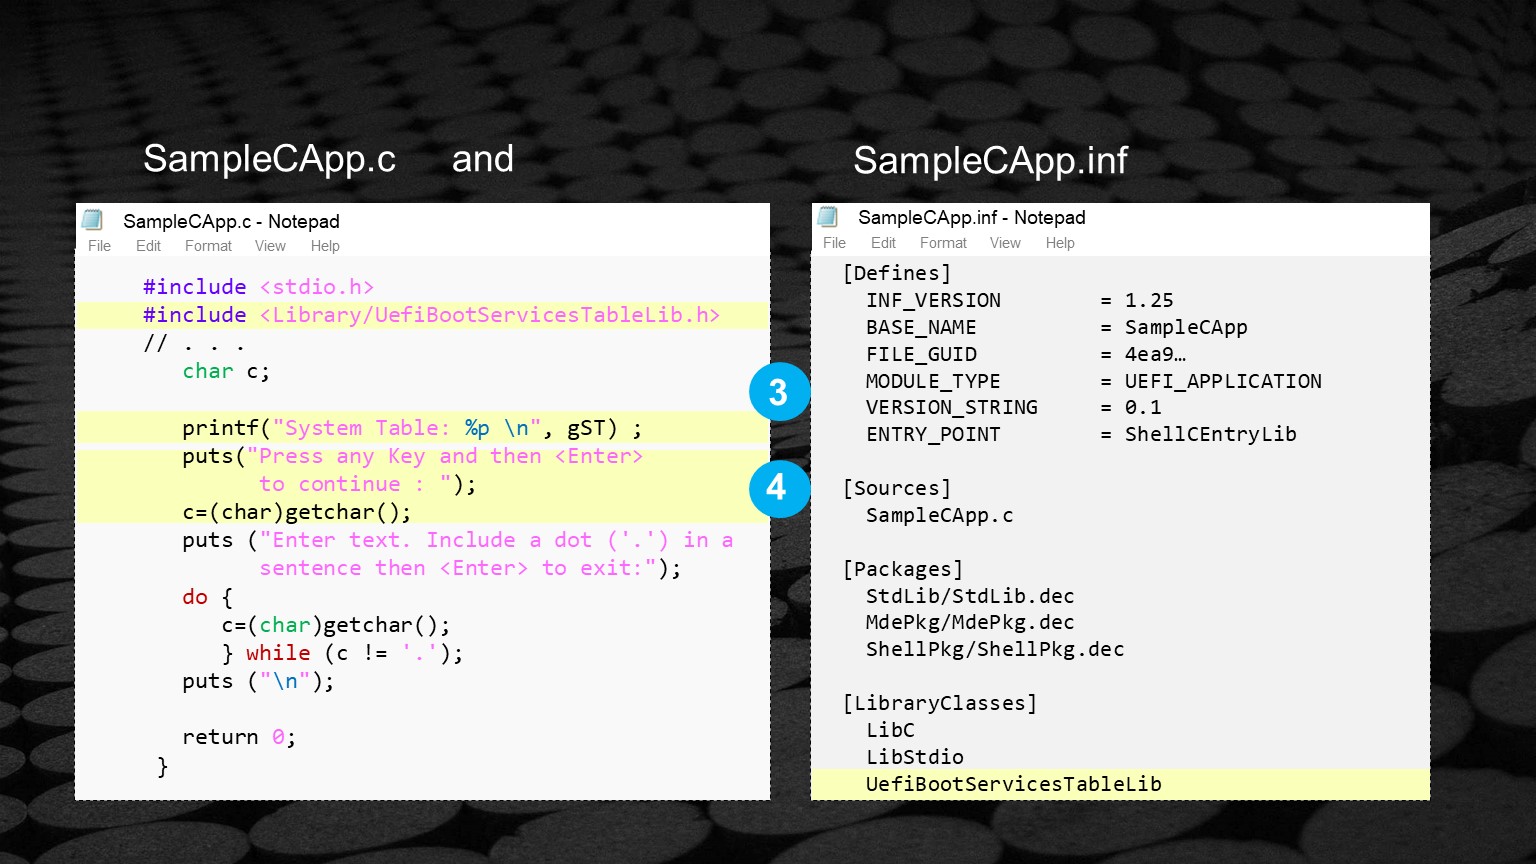 SampleCApp.c and
SampleCApp.inf
SampleCApp.c - Notepad
File Edit Format View Help
#include <stdio.h>
#include <Library/UefiBootServicesTableLib.h>
// . . .
char c;
printf("System Table: %p \n", gST) ;
puts("Press any Key and then <Enter>
to continue : ");
c=(char)getchar();
puts ("Enter text. Include a dot ('.') in a
sentence then <Enter> to exit:");
do {
c=(char)getchar();
} while (c != '.');
puts ("\n");
return 0;
}
3
4
SampleCApp.inf - Notepad
File Edit Format View Help
[Defines]
INF_VERSION = 1.25
BASE_NAME = SampleCApp
FILE_GUID = 4ea9…
MODULE_TYPE = UEFI_APPLICATION
VERSION_STRING = 0.1
ENTRY_POINT = ShellCEntryLib
[Sources]
SampleCApp.c
[Packages]
StdLib/StdLib.dec
MdePkg/MdePkg.dec
ShellPkg/ShellPkg.dec
[LibraryClasses]
LibC
LibStdio
UefiBootServicesTableLib